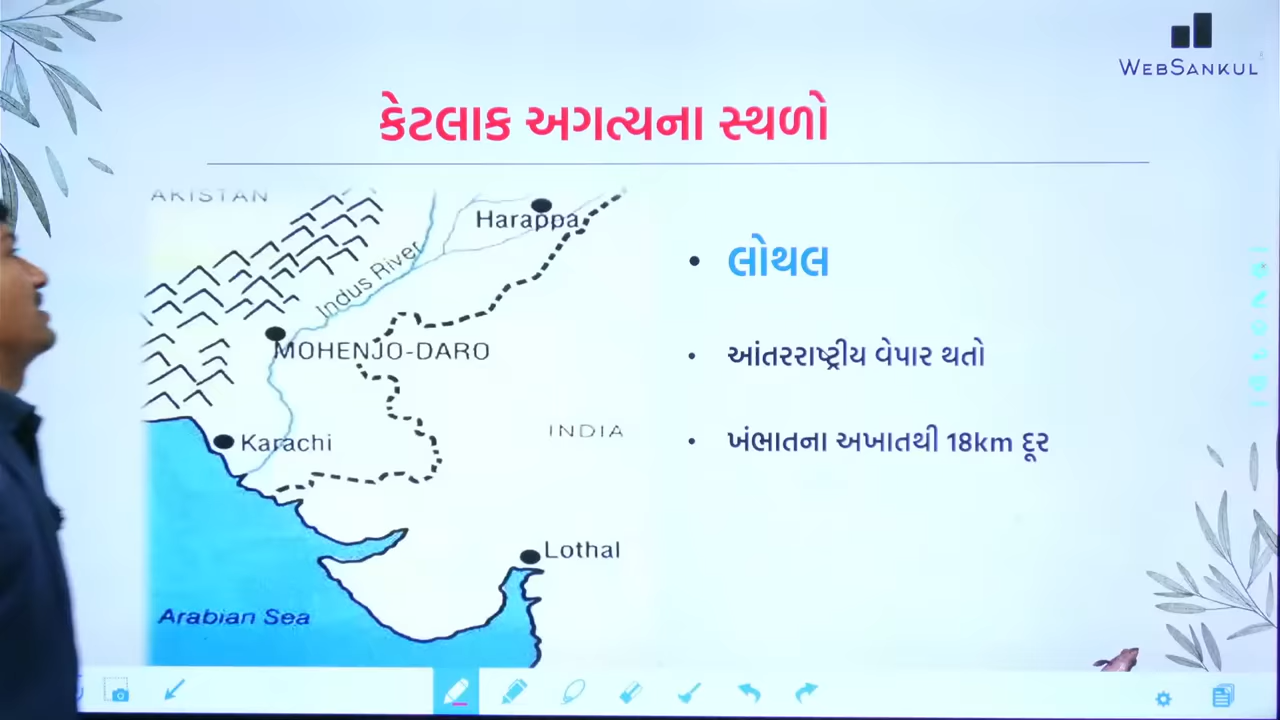 WEBSANKUL
કેટલાક અગત્યના સ્થળો
AKISTAN
Harappa
Indus River
MOHENJO-DARO
Karachi
INDIA
Lothal
Arabian Sea
• લોથલ
• આંતરરાષ્ટ્રીય વેપાર થતો
• ખંભાતના અખાતથી 18km દૂર